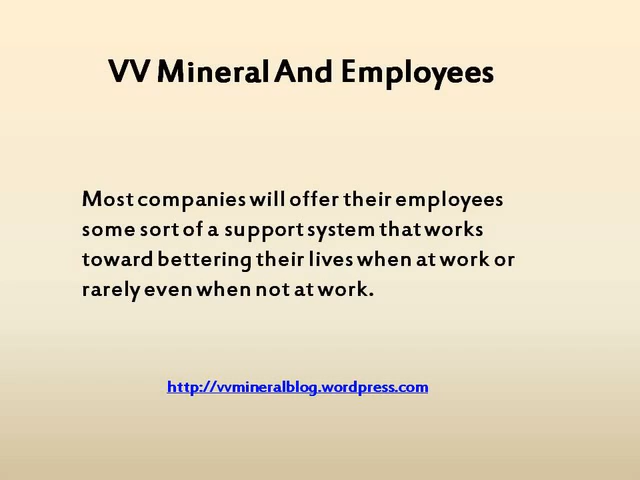 VV Mineral And Employees
Most companies will offer their employees
some sort of a support system that works
toward bettering their lives when at work or
rarely even when not at work.
http://vvmineralblog.wordpress.com